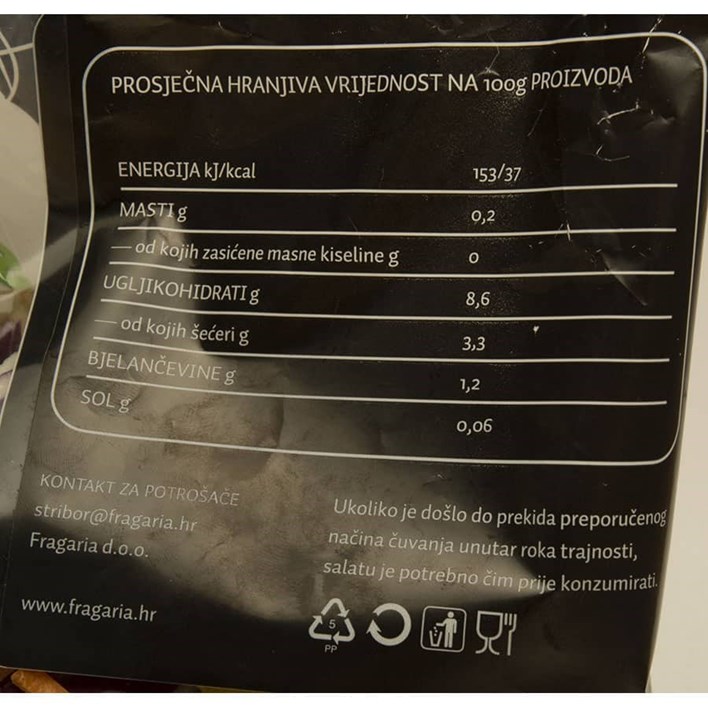 PROSJEČNA HRANJIVA VRIJEDNOST NA 100g PROIZVODA
ENERGIJA kJ/kcal 153/37
MASTI g 0,2
— od kojih zasićene masne kiseline g 0
UGLJIKOHIDRATI g 8,6
— od kojih šećeri g 3,3
BJELANČEVINE g 1,2
SOL g 0,06
KONTAKT ZA POTROŠAČE
stribor@fragaria.hr
Fragaria d.o.o.
www.fragaria.hr
Ukoliko je došlo do prekida preporučenog
načina čuvanja unutar roka trajnosti,
salatu je potrebno čim prije konzumirati.
5
PP